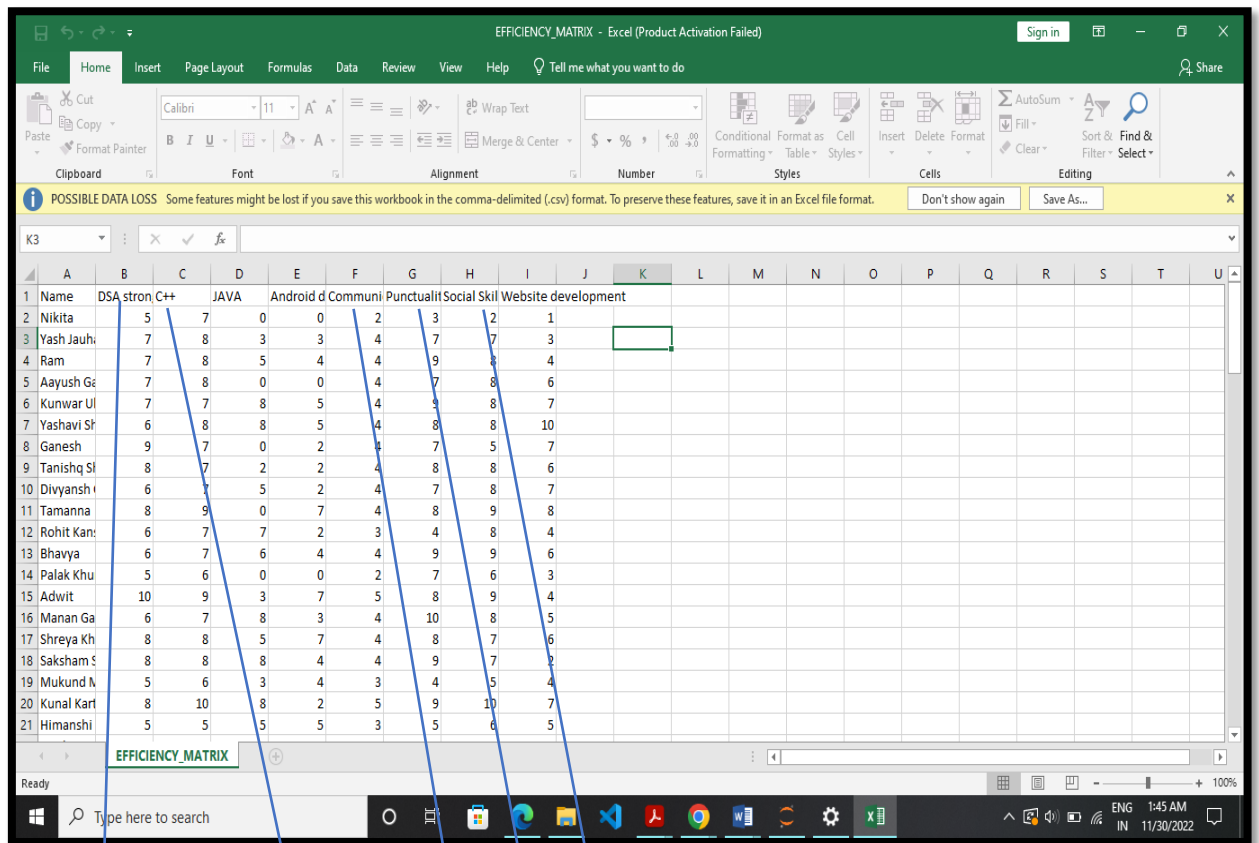 EFFICIENCY_MATRIX - Excel (Product Activation Failed)
Sign in
File Home Insert Page Layout Formulas Data Review View Help Tell me what you want to do Share
Cut
Copy
Format Painter
Paste
Calibri 11
Wrap Text
Merge & Center
Conditional Formatting
Format as Table
Cell Styles
Insert Delete Format
AutoSum
Fill
Clear
Sort & Filter
Find & Select
Clipboard Font Alignment Number Styles Cells Editing
POSSIBLE DATA LOSS Some features might be lost if you save this workbook in the comma-delimited (.csv) format. To preserve these features, save it in an Excel file format. Don't show again Save As...
K3 fx
A B C D E F G H I J K L M N O P Q R S T U
1 Name DSA stron C++ JAVA Android d Communi Punctualit Social Skil Website development
2 Nikita 5 7 0 0 2 3 2 1
3 Yash Jauha 7 8 3 3 4 7 7 3
4 Ram 7 8 5 4 4 9 8 4
5 Aayush Ga 7 8 0 0 4 7 8 6
6 Kunwar Ul 7 7 8 5 4 9 8 7
7 Yashavi Sh 6 8 8 5 4 8 8 10
8 Ganesh 9 7 0 2 4 7 5 7
9 Tanishq Sh 8 7 2 2 4 8 8 6
10 Divyansh 6 7 5 2 4 7 8 7
11 Tamanna 8 9 0 7 4 8 9 8
12 Rohit Kans 6 7 7 2 3 4 8 4
13 Bhavya 6 7 6 4 4 9 9 6
14 Palak Khu 5 6 0 0 2 7 6 3
15 Adwit 10 9 3 7 5 8 9 4
16 Manan Ga 6 7 8 3 4 10 8 5
17 Shreya Kh 8 8 5 7 4 8 7 6
18 Saksham S 8 8 8 4 4 9 7 2
19 Mukund M 5 6 3 4 3 4 5 4
20 Kunal Kart 8 10 8 2 5 9 10 7
21 Himanshi 5 5 5 5 3 5 6 5
EFFICIENCY_MATRIX
Ready 100%
Type here to search
ENG 1:45 AM
IN 11/30/2022